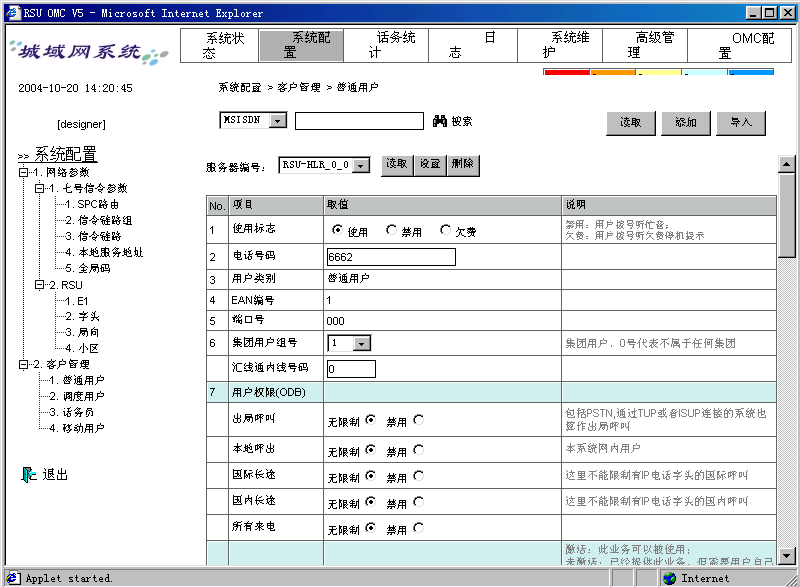 RSU OMC V5 - Microsoft Internet Explorer
城域网系统
系统状态
系统配置
话务统计
日志
系统维护
高级管理
OMC配置
2004-10-20 14:20:45
系统配置 > 客户管理 > 普通用户
[designer]
MSISDN
搜索
读取 添加 导入
>> 系统配置
服务器编号: RSU-HLR_0_0 读取 设置 删除
1. 网络参数
1. 七号信令参数
1. SPC路由
2. 信令链路组
3. 信令链路
4. 本地服务地址
5. 全局码
2. RSU
1. E1
2. 字头
3. 局向
4. 小区
2. 客户管理
1. 普通用户
2. 调度用户
3. 话务员
4. 移动用户
退出
No. 项目 取值 说明
1 使用标志 使用 禁用 欠费 禁用: 用户拨号听忙音;
欠费: 用户拨号听欠费停机提示
2 电话号码 6662
3 用户类别 普通用户
4 EAN编号 1
5 端口号 000
6 集团用户组号 1 集团用户．0号代表不属于任何集团
汇线通内线号码 0
7 用户权限(ODB)
出局呼叫 无限制 禁用 包括PSTN,通过TUP或者ISUP连接的系统也
算作出局呼叫
本地呼出 无限制 禁用 本系统网内用户
国际长途 无限制 禁用 这里不能限制有IP电话字头的国际呼叫
国内长途 无限制 禁用 这里不能限制有IP电话字头的国内呼叫
所有来电 无限制 禁用
激活: 此业务可以被使用;
未激活: 已经提供此业务，但需要用户自己
Applet started.
Internet